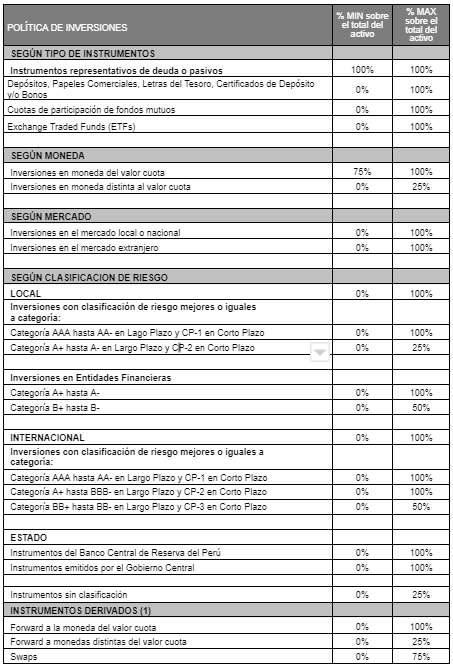 POLÍTICA DE INVERSIONES % MIN sobre el total del activo % MAX sobre el total del activo
SEGÚN TIPO DE INSTRUMENTOS
Instrumentos representativos de deuda o pasivos 100% 100%
Depósitos, Papeles Comerciales, Letras del Tesoro, Certificados de Depósito
y/o Bonos 0% 100%
Cuotas de participación de fondos mutuos 0% 100%
Exchange Traded Funds (ETFs) 0% 100%
SEGÚN MONEDA
Inversiones en moneda del valor cuota 75% 100%
Inversiones en moneda distinta al valor cuota 0% 25%
SEGÚN MERCADO
Inversiones en el mercado local o nacional 0% 100%
Inversiones en el mercado extranjero 0% 100%
SEGÚN CLASIFICACION DE RIESGO
LOCAL 0% 100%
Inversiones con clasificación de riesgo mejores o iguales
a categoría:
Categoría AAA hasta AA- en Lago Plazo y CP-1 en Corto Plazo 0% 100%
Categoría A+ hasta A- en Largo Plazo y CP-2 en Corto Plazo 0% 25%
Inversiones en Entidades Financieras
Categoría A+ hasta A- 0% 100%
Categoría B+ hasta B- 0% 50%
INTERNACIONAL 0% 100%
Inversiones con clasificación de riesgo mejores o iguales a
categoría:
Categoría AAA hasta AA- en Largo Plazo y CP-1 en Corto Plazo 0% 100%
Categoría A+ hasta BBB- en Largo Plazo y CP-2 en Corto Plazo 0% 100%
Categoría BB+ hasta BB- en Largo Plazo y CP-3 en Corto Plazo 0% 50%
ESTADO
Instrumentos del Banco Central de Reserva del Perú 0% 100%
Instrumentos emitidos por el Gobierno Central 0% 100%
Instrumentos sin clasificación 0% 25%
INSTRUMENTOS DERIVADOS (1)
Forward a la moneda del valor cuota 0% 100%
Forward a monedas distintas del valor cuota 0% 25%
Swaps 0% 75%